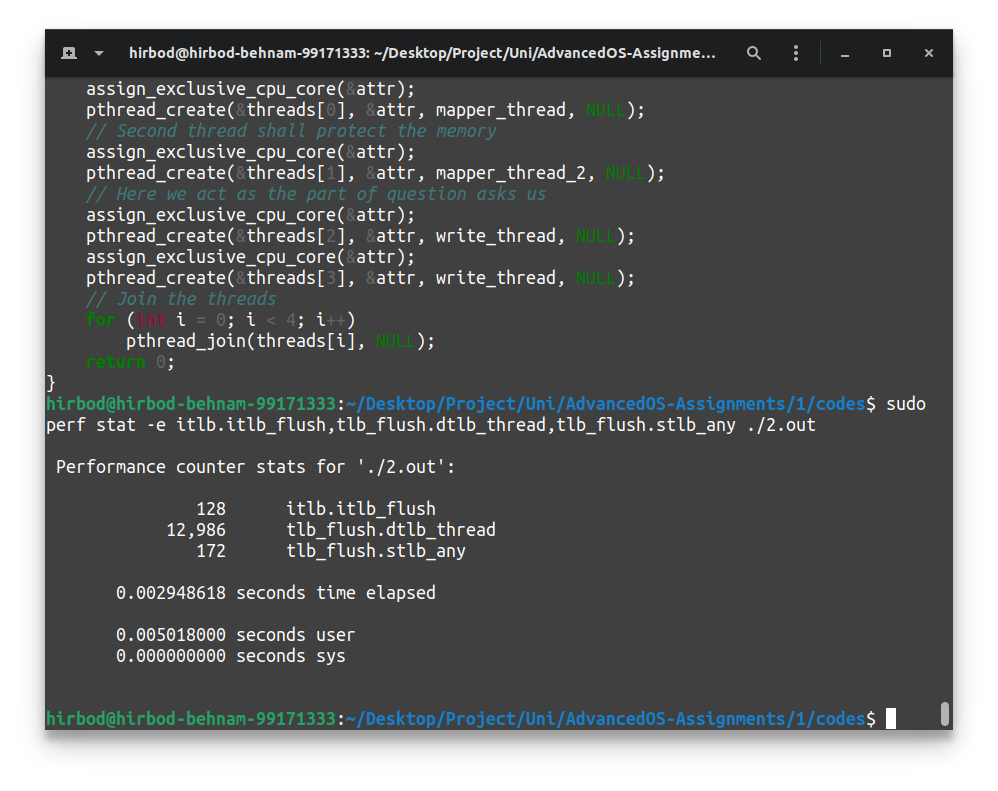 hirbod@hirbod-behnam-99171333: ~/Desktop/Project/Uni/AdvancedOS-Assignme...
    assign_exclusive_cpu_core(&attr);
    pthread_create(&threads[0], &attr, mapper_thread, NULL);
    // Second thread shall protect the memory
    assign_exclusive_cpu_core(&attr);
    pthread_create(&threads[1], &attr, mapper_thread_2, NULL);
    // Here we act as the part of question asks us
    assign_exclusive_cpu_core(&attr);
    pthread_create(&threads[2], &attr, write_thread, NULL);
    assign_exclusive_cpu_core(&attr);
    pthread_create(&threads[3], &attr, write_thread, NULL);
    // Join the threads
    for (int i = 0; i < 4; i++)
        pthread_join(threads[i], NULL);
    return 0;
}
hirbod@hirbod-behnam-99171333:~/Desktop/Project/Uni/AdvancedOS-Assignments/1/codes$ sudo
perf stat -e itlb.itlb_flush,tlb_flush.dtlb_thread,tlb_flush.stlb_any ./2.out

 Performance counter stats for './2.out':

               128      itlb.itlb_flush
            12,986      tlb_flush.dtlb_thread
               172      tlb_flush.stlb_any

       0.002948618 seconds time elapsed

       0.005018000 seconds user
       0.000000000 seconds sys

hirbod@hirbod-behnam-99171333:~/Desktop/Project/Uni/AdvancedOS-Assignments/1/codes$